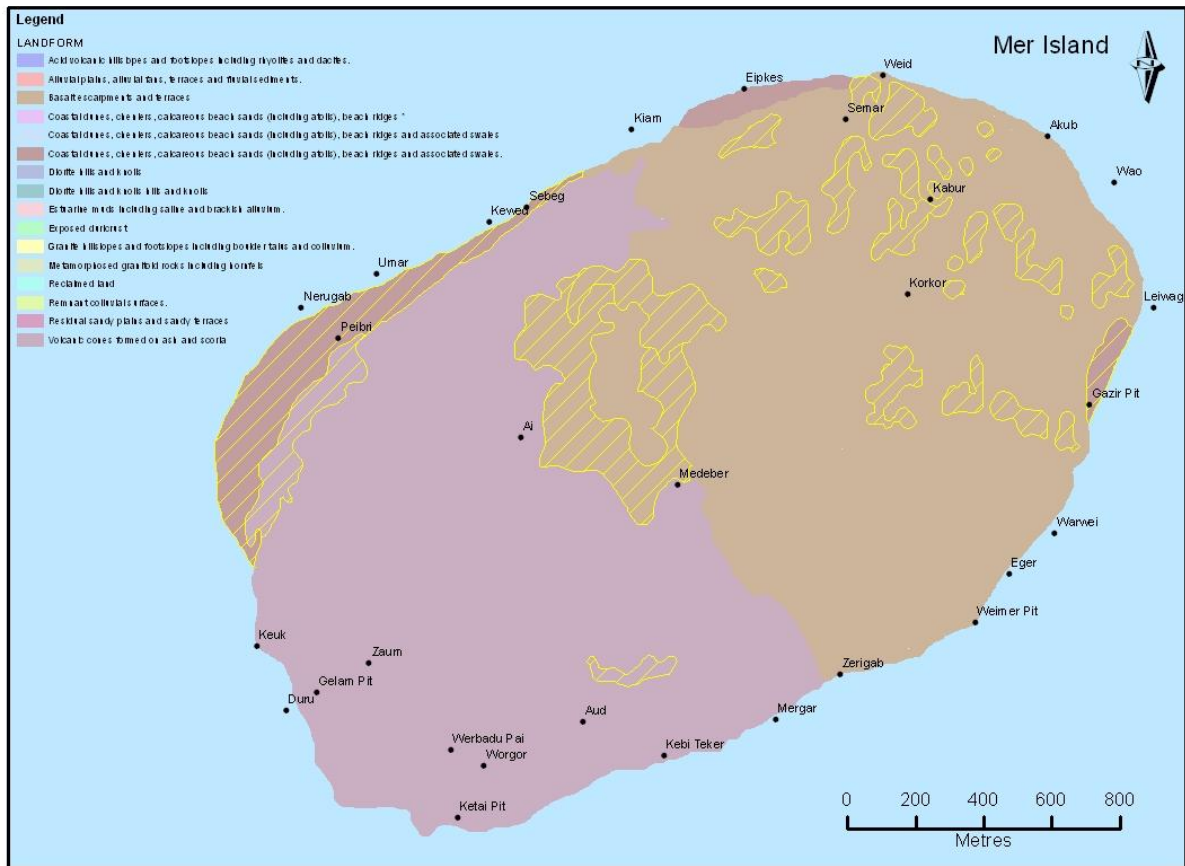 Legend
LANDFORM
Acid volcanic hillslopes and footslopes including rhyolites and dacites.
Alluvial plains, alluvial fans, terraces and fluvial sediments.
Basalt escarpments and terraces
Coastal dunes, cheniers, calcareous beach sands (including atolls), beach ridges *
Coastal dunes, cheniers, calcareous beach sands (including atolls), beach ridges and associated swales
Coastal dunes, cheniers, calcareous beach sands (including atolls), beach ridges and associated swales.
Diorite hills and knolls
Diorite hills and knolls hills and knolls
Estuarine muds including saline and brackish alluvium.
Exposed duricrust
Granite hillslopes and footslopes including boulder talus and colluvium.
Metamorphosed granitoid rocks including hornfels
Reclaimed land
Remnant colluvial surfaces.
Residual sandy plains and sandy terraces
Volcanic cones formed on ash and scoria
Mer Island
N
Weid
Eipkes
Semar
Kiam
Akub
Wao
Kabur
Sebeg
Kewed
Umar
Korkor
Nerugab
Leiwag
Peibri
Gazir Pit
Ai
Medeber
Warwei
Eger
Weimer Pit
Keuk
Zaum
Zerigab
Gelam Pit
Duru
Aud
Mergar
Werbadu Pai
Kebi Teker
Worgor
Ketai Pit
0 200 400 600 800
Metres